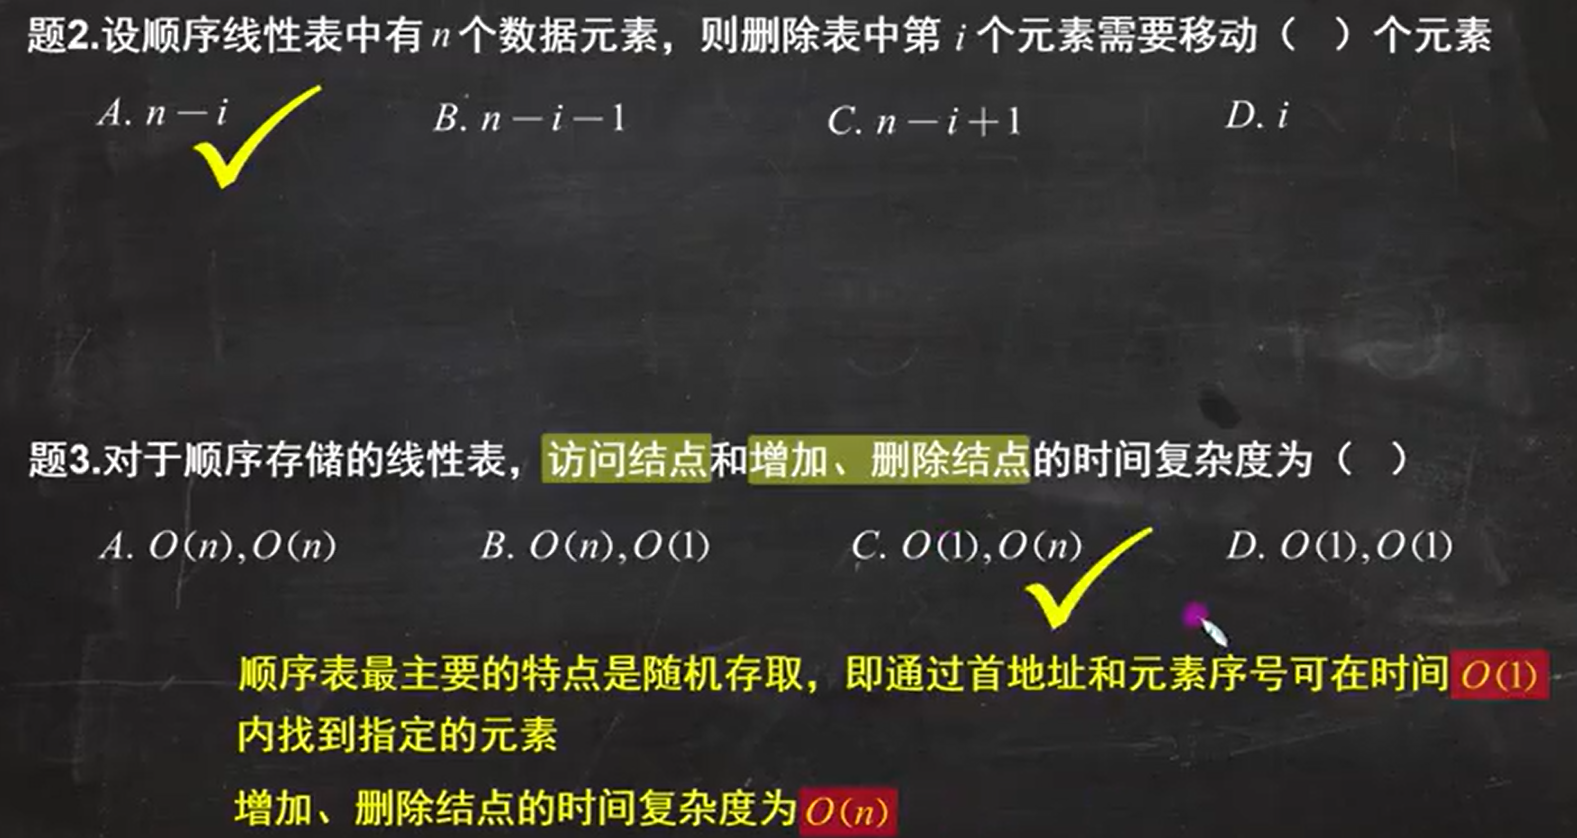 题2.设顺序线性表中有n个数据元素，则删除表中第i个元素需要移动（ ）个元素
A. n－i B. n－i－1 C. n－i＋1 D. i
题3.对于顺序存储的线性表，访问结点和增加、删除结点的时间复杂度为（ ）
A. O(n),O(n) B. O(n),O(1) C. O(1),O(n) D. O(1),O(1)
顺序表最主要的特点是随机存取，即通过首地址和元素序号可在时间O(1)
内找到指定的元素
增加、删除结点的时间复杂度为O(n)